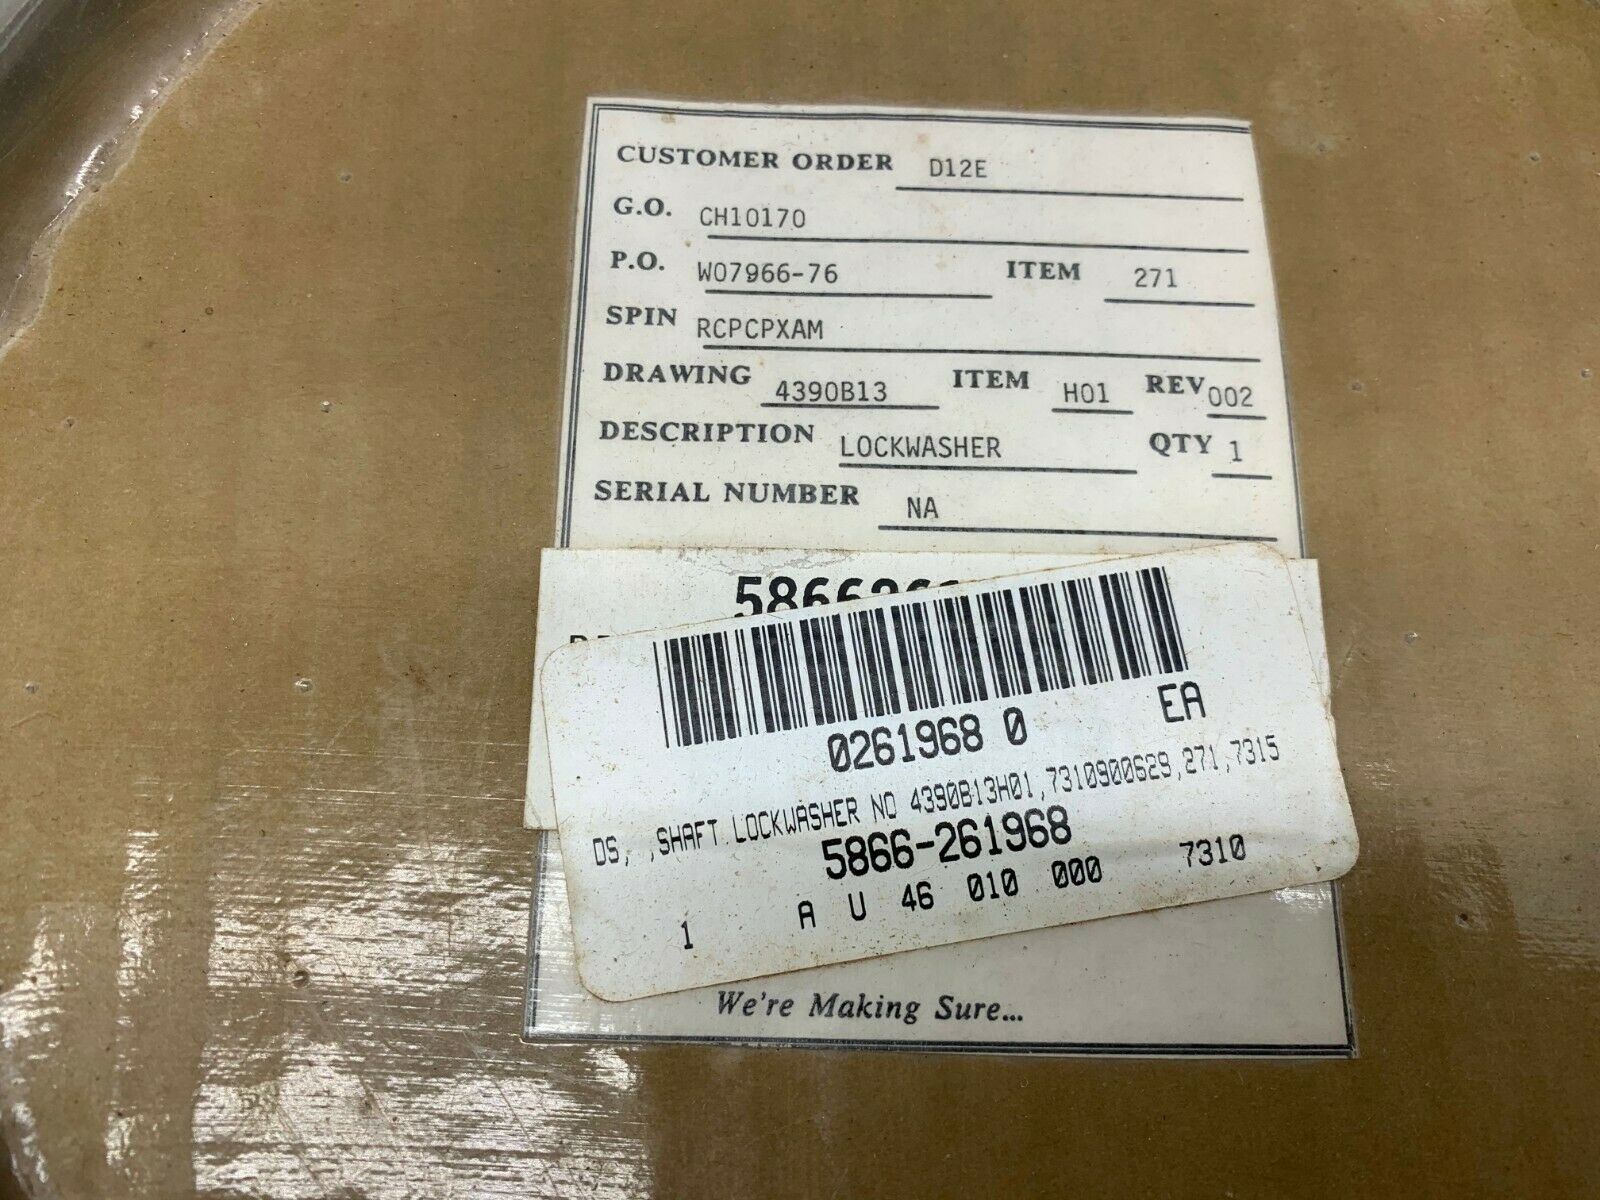 CUSTOMER ORDER D12E
G.O. CH10170
P.O. W07966-76 ITEM 271
SPIN RCPCPXAM
DRAWING 4390B13 ITEM H01 REV 002
DESCRIPTION LOCKWASHER QTY 1
SERIAL NUMBER NA
0261968 0 EA
DS, ,SHAFT LOCKWASHER NO 4390B13H01,7310900629,271,7315
5866-261968
1 A U 46 010 000 7310
We're Making Sure...